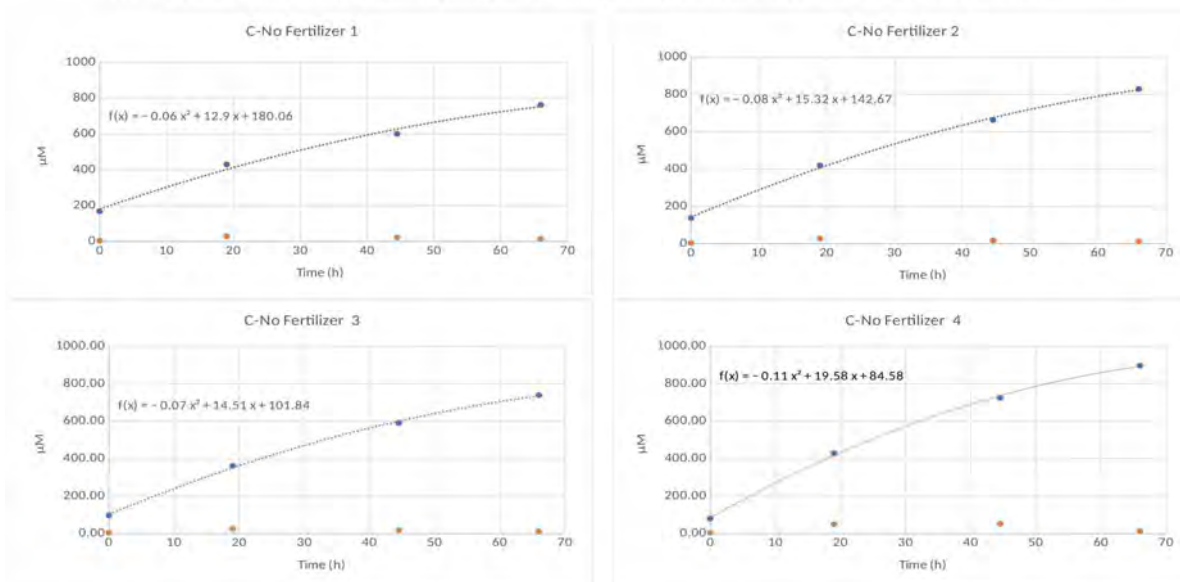 C-No Fertilizer 1
1000
800
600
400
200
0
f(x) = − 0.06 x² + 12.9 x + 180.06
µM
0 10 20 30 40 50 60 70
Time (h)
C-No Fertilizer 2
1000
800
600
400
200
0
f(x) = − 0.08 x² + 15.32 x + 142.67
µM
0 10 20 30 40 50 60 70
Time (h)
C-No Fertilizer 3
1000.00
800.00
600.00
400.00
200.00
0.00
f(x) = − 0.07 x² + 14.51 x + 101.84
µM
0 10 20 30 40 50 60 70
Time (h)
C-No Fertilizer 4
1000.00
800.00
600.00
400.00
200.00
0.00
f(x) = − 0.11 x² + 19.58 x + 84.58
µM
0 10 20 30 40 50 60 70
Time (h)